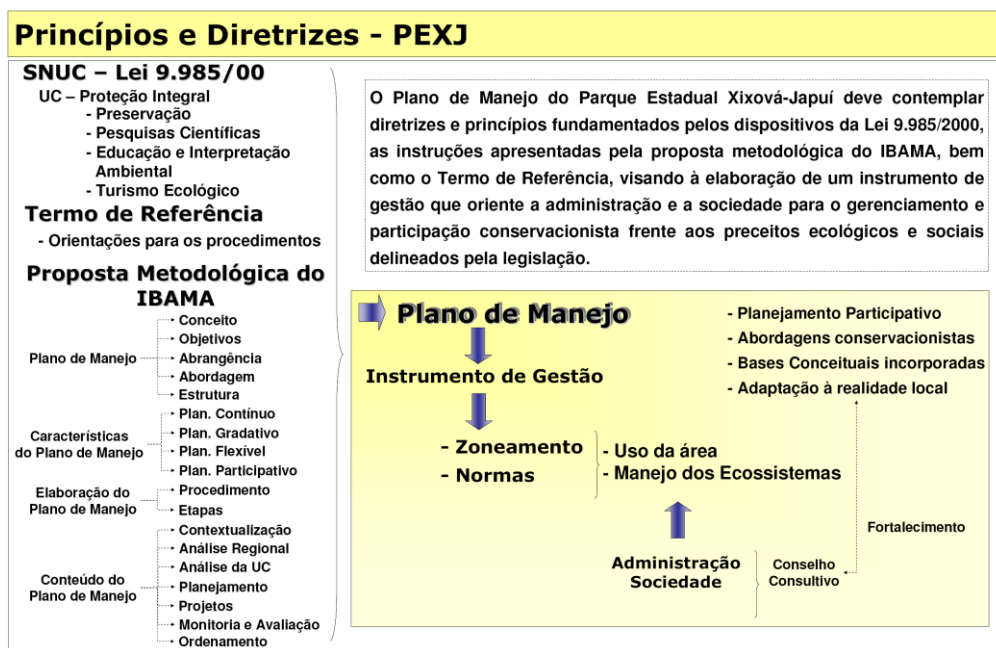 Princípios e Diretrizes - PEXJ
SNUC – Lei 9.985/00
UC – Proteção Integral
- Preservação
- Pesquisas Científicas
- Educação e Interpretação
Ambiental
- Turismo Ecológico
Termo de Referência
- Orientações para os procedimentos
Proposta Metodológica do
IBAMA
Plano de Manejo
Conceito
Objetivos
Abrangência
Abordagem
Estrutura
Características
do Plano de Manejo
Plan. Contínuo
Plan. Gradativo
Plan. Flexível
Plan. Participativo
Elaboração do
Plano de Manejo
Procedimento
Etapas
Conteúdo do
Plano de Manejo
Contextualização
Análise Regional
Análise da UC
Planejamento
Projetos
Monitoria e Avaliação
Ordenamento
O Plano de Manejo do Parque Estadual Xixová-Japuí deve contemplar
diretrizes e princípios fundamentados pelos dispositivos da Lei 9.985/2000,
as instruções apresentadas pela proposta metodológica do IBAMA, bem
como o Termo de Referência, visando à elaboração de um instrumento de
gestão que oriente a administração e a sociedade para o gerenciamento e
participação conservacionista frente aos preceitos ecológicos e sociais
delineados pela legislação.
Plano de Manejo
Instrumento de Gestão
- Zoneamento
- Normas
- Uso da área
- Manejo dos Ecossistemas
Administração
Sociedade
Conselho
Consultivo
Fortalecimento
- Planejamento Participativo
- Abordagens conservacionistas
- Bases Conceituais incorporadas
- Adaptação à realidade local